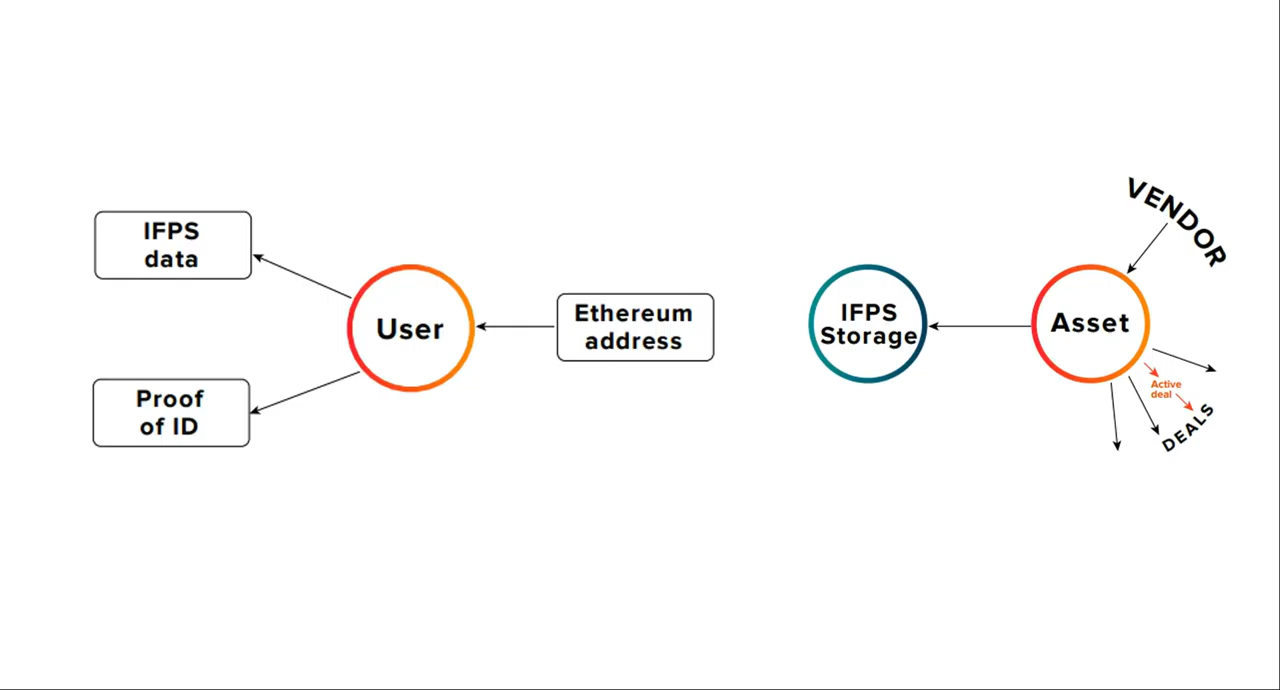 IFPS
data
User
Proof
of ID
Ethereum
address
IFPS
Storage
VENDOR
Asset
Active
deal
DEALS